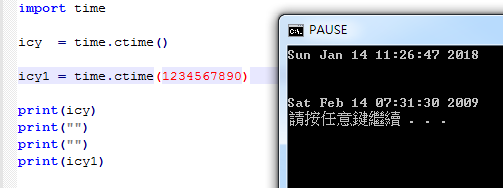 import time
icy = time.ctime()
icy1 = time.ctime(1234567890)
print(icy)
print("")
print("")
print(icy1)
PAUSE
Sun Jan 14 11:26:47 2018
Sat Feb 14 07:31:30 2009
請按任意鍵繼續 . . .